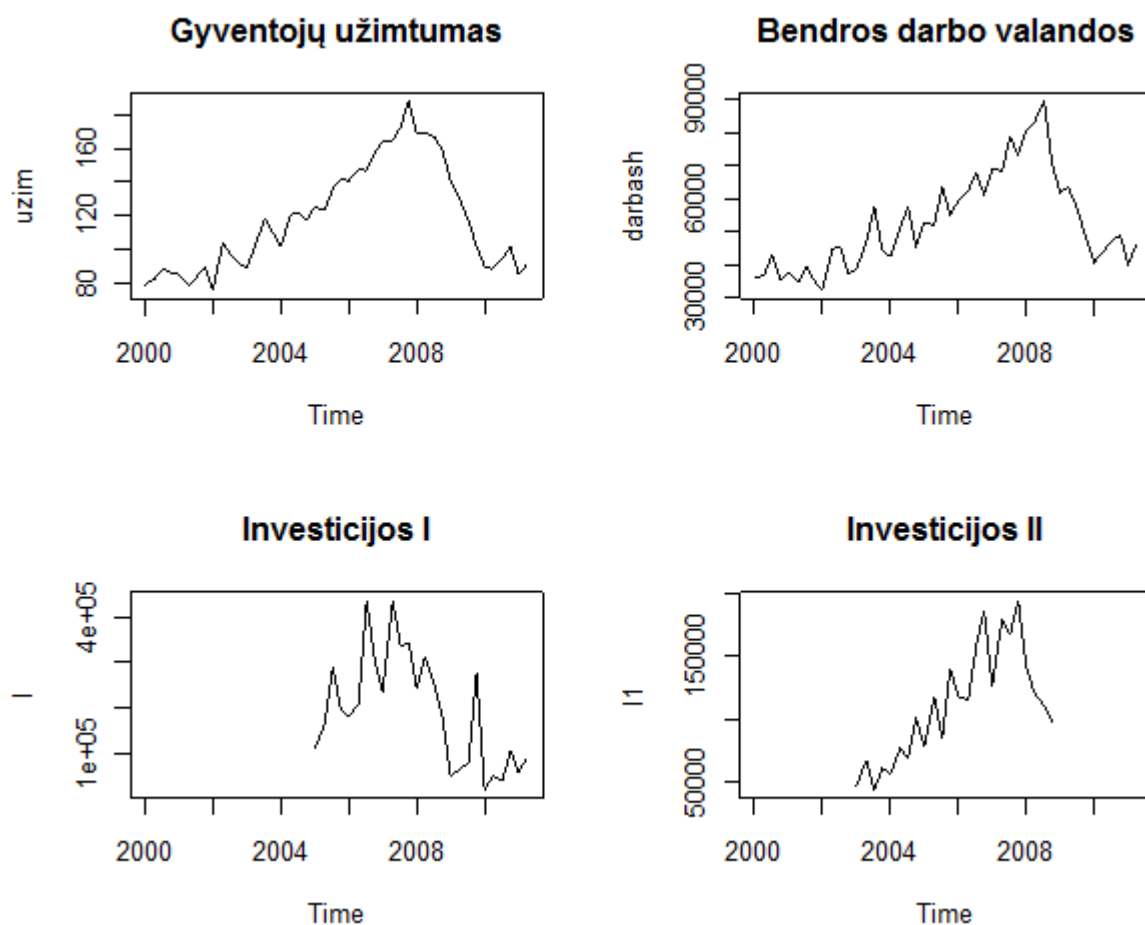 Gyventojų užimtumas
uzim
80 120 160
2000 2004 2008
Time
Bendros darbo valandos
darbash
30000 60000 90000
2000 2004 2008
Time
Investicijos I
I
1e+05 4e+05
2000 2004 2008
Time
Investicijos II
I1
50000 150000
2000 2004 2008
Time